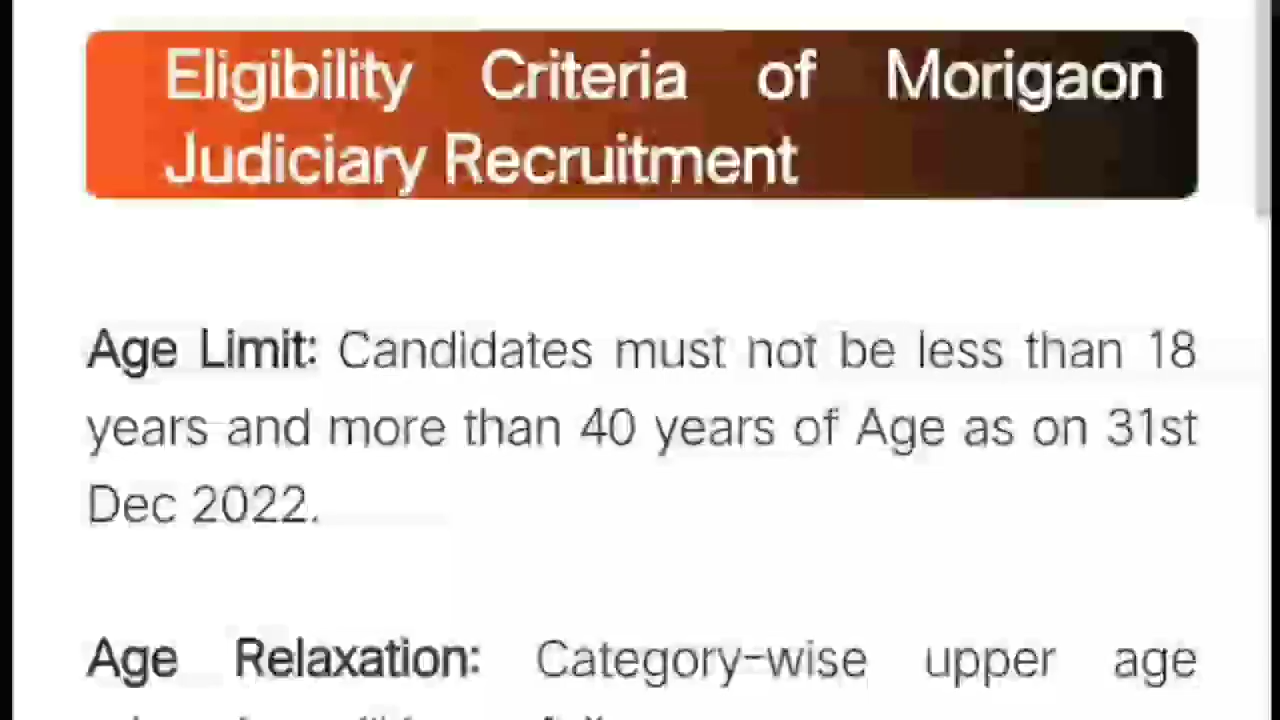 Eligibility Criteria of Morigaon
Judiciary Recruitment
Age Limit: Candidates must not be less than 18
years and more than 40 years of Age as on 31st
Dec 2022.
Age Relaxation: Category-wise upper age